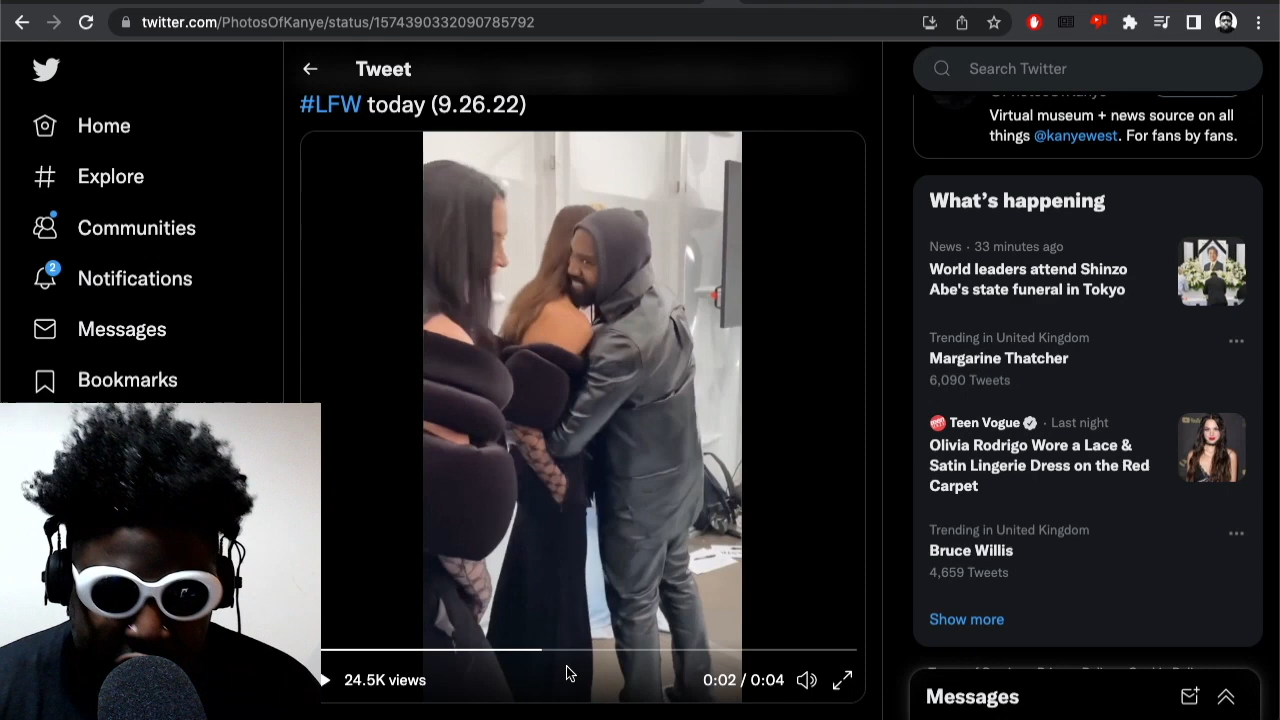 twitter.com/PhotosOfKanye/status/1574390332090785792
Home
Explore
Communities
2
Notifications
Messages
Bookmarks
Tweet
#LFW today (9.26.22)
24.5K views
0:02 / 0:04
Search Twitter
Virtual museum + news source on all
things @kanyewest. For fans by fans.
What's happening
News · 33 minutes ago
World leaders attend Shinzo
Abe's state funeral in Tokyo
Trending in United Kingdom
Margarine Thatcher
6,090 Tweets
Teen Vogue · Last night
Olivia Rodrigo Wore a Lace &
Satin Lingerie Dress on the Red
Carpet
Trending in United Kingdom
Bruce Willis
4,659 Tweets
Show more
Messages